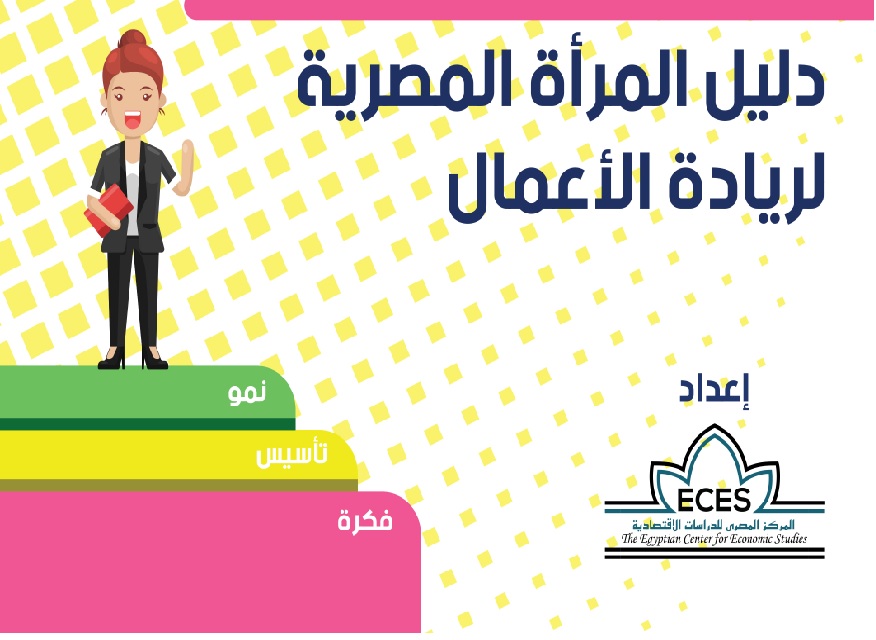 دليل المرأة المصرية
لريادة الأعمال
نمو
تأسيس
فكرة
إعداد
ECES
المركز المصرى للدراسات الاقتصادية
The Egyptian Center for Economic Studies